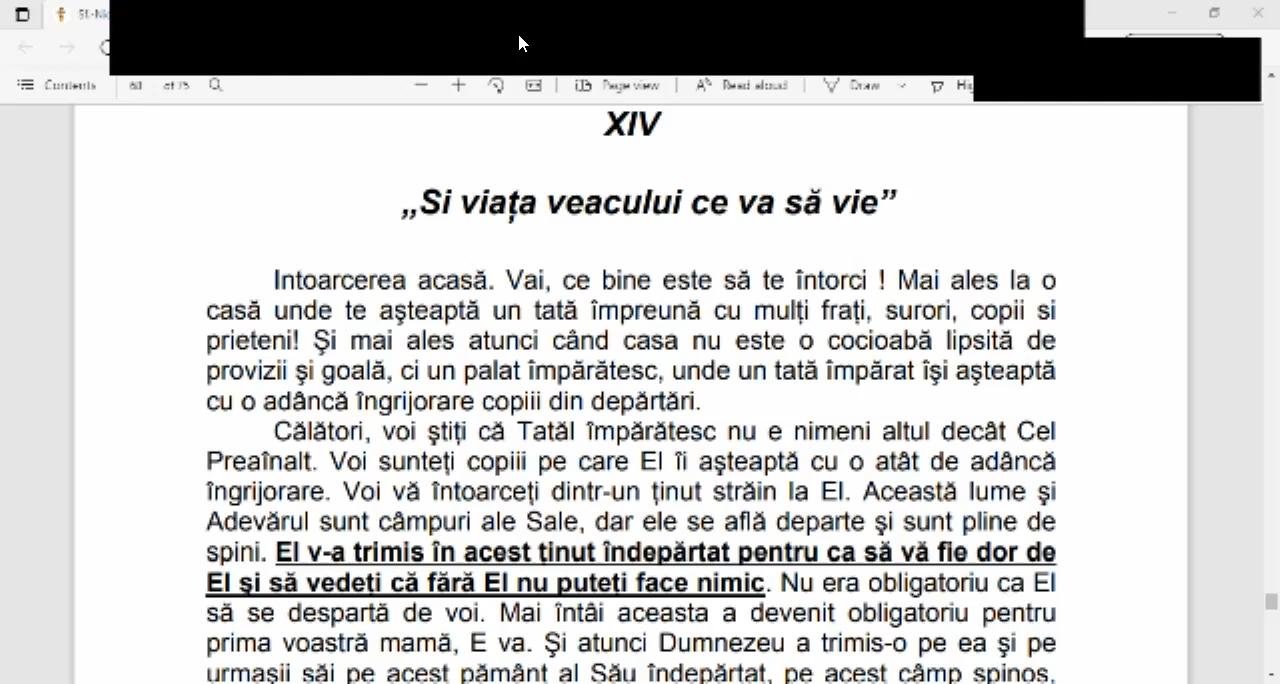 Contents
of 75
Page view
Read aloud
Draw
XIV
„Si viața veacului ce va să vie”
Intoarcerea acasă. Vai, ce bine este să te întorci ! Mai ales la o
casă unde te aşteaptă un tată împreună cu mulți frați, surori, copii si
prieteni! Şi mai ales atunci când casa nu este o cocioabă lipsită de
provizii şi goală, ci un palat împărătesc, unde un tată împărat îşi aşteaptă
cu o adâncă îngrijorare copiii din depărtări.
Călători, voi ştiți că Tatăl împărătesc nu e nimeni altul decât Cel
Preaînalt. Voi sunteți copiii pe care El îi aşteaptă cu o atât de adâncă
îngrijorare. Voi vă întoarceți dintr-un ținut străin la El. Această lume şi
Adevărul sunt câmpuri ale Sale, dar ele se află departe şi sunt pline de
spini. El v-a trimis în acest ținut îndepărtat pentru ca să vă fie dor de
El şi să vedeți că fără El nu puteți face nimic. Nu era obligatoriu ca El
să se despartă de voi. Mai întâi aceasta a devenit obligatoriu pentru
prima voastră mamă, E va. Şi atunci Dumnezeu a trimis-o pe ea şi pe
urmaşii săi pe acest pământ al Său îndepărtat, pe acest câmp spinos,